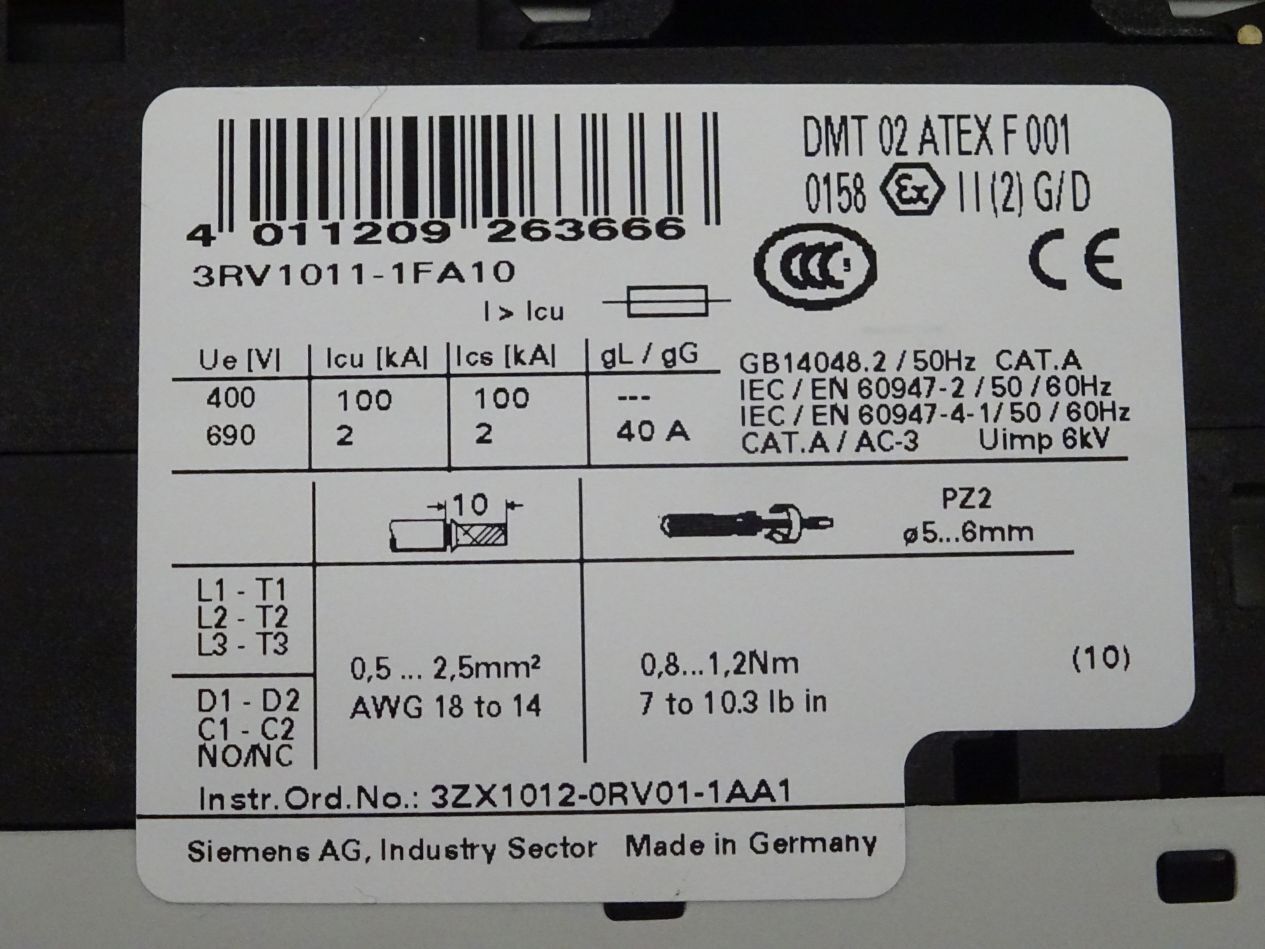 DMT 02 ATEX F 001
0158 Ex II (2) G/D
4 011209 263666
3RV1011-1FA10
CCC S
CE
I > Icu
Ue [V] Icu [kA] Ics [kA] gL / gG
400 100 100 ---
690 2 2 40 A
GB14048.2 / 50Hz CAT.A
IEC / EN 60947-2 / 50 / 60Hz
IEC / EN 60947-4-1/ 50 / 60Hz
CAT.A / AC-3 Uimp 6kV
10
PZ2
ø5...6mm
L1 - T1
L2 - T2
L3 - T3
D1 - D2
C1 - C2
NO/NC
0,5 ... 2,5mm²
AWG 18 to 14
0,8...1,2Nm
7 to 10.3 lb in
(10)
Instr.Ord.No.: 3ZX1012-0RV01-1AA1
Siemens AG, Industry Sector Made in Germany